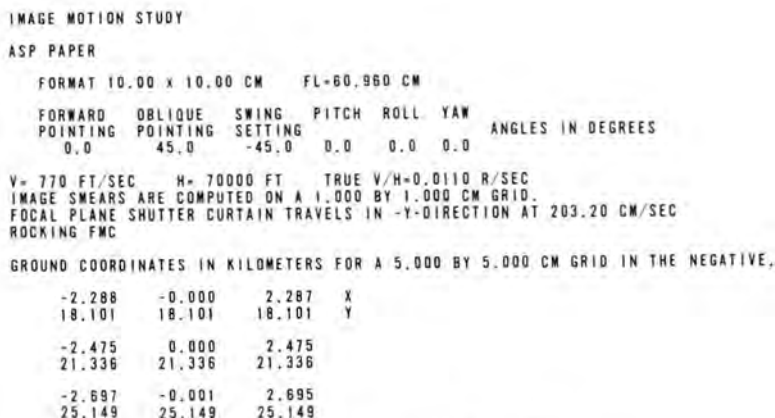 IMAGE MOTION STUDY
ASP PAPER
FORMAT 10.00 x 10.00 CM FL=60.960 CM
FORWARD OBLIQUE SWING PITCH ROLL YAW
POINTING POINTING SETTING ANGLES IN DEGREES
0.0 45.0 -45.0 0.0 0.0 0.0
V= 770 FT/SEC H= 70000 FT TRUE V/H=0.0110 R/SEC
IMAGE SMEARS ARE COMPUTED ON A 1.000 BY 1.000 CM GRID.
FOCAL PLANE SHUTTER CURTAIN TRAVELS IN -Y-DIRECTION AT 203.20 CM/SEC
ROCKING FMC
GROUND COORDINATES IN KILOMETERS FOR A 5.000 BY 5.000 CM GRID IN THE NEGATIVE,
-2.288 -0.000 2.287 X
18.101 18.101 18.101 Y
-2.475 0.000 2.475
21.336 21.336 21.336
-2.697 -0.001 2.695
25.149 25.149 25.149